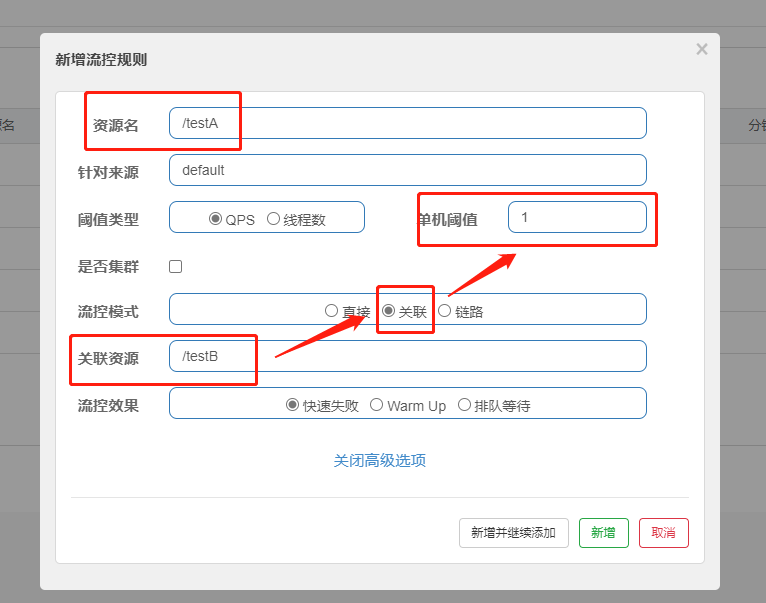 新增流控规则 ×
源名
分钟
资源名 /testA
针对来源 default
阈值类型 QPS 线程数 单机阈值 1
是否集群
流控模式 直接 关联 链路
关联资源 /testB
流控效果 快速失败 Warm Up 排队等待
关闭高级选项
新增并继续添加 新增 取消